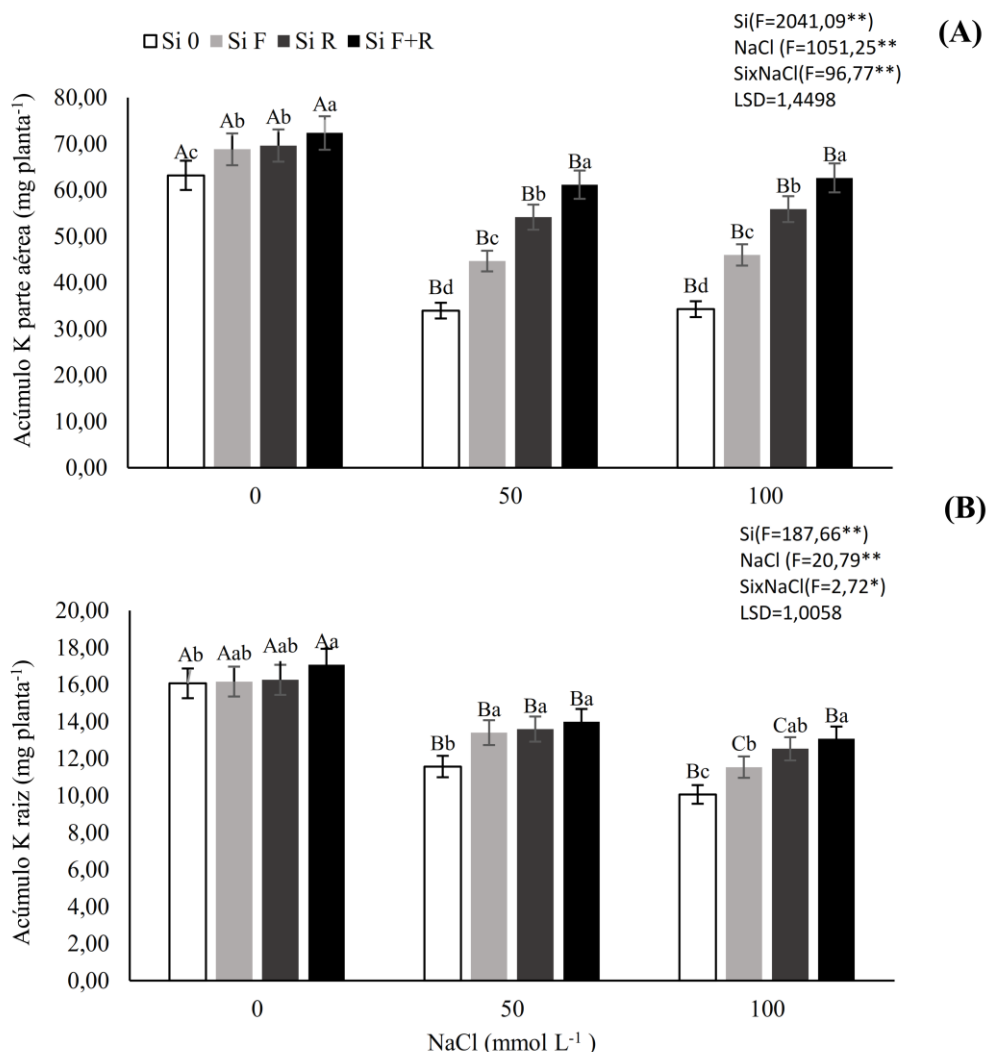 Si 0 Si F Si R Si F+R
Si(F=2041,09**)
NaCl (F=1051,25**
SixNaCl(F=96,77**)
LSD=1,4498
(A)
Acúmulo K parte aérea (mg planta-1)
80,00
70,00
60,00
50,00
40,00
30,00
20,00
10,00
0,00
Ac Ab Ab Aa
Bd Bc Bb Ba
Bd Bc Bb Ba
0 50 100
Si(F=187,66**)
NaCl (F=20,79**
SixNaCl(F=2,72*)
LSD=1,0058
(B)
Acúmulo K raiz (mg planta-1)
20,00
18,00
16,00
14,00
12,00
10,00
8,00
6,00
4,00
2,00
0,00
Ab Aab Aab Aa
Bb Ba Ba Ba
Bc Cb Cab Ba
0 50 100
NaCl (mmol L-1 )